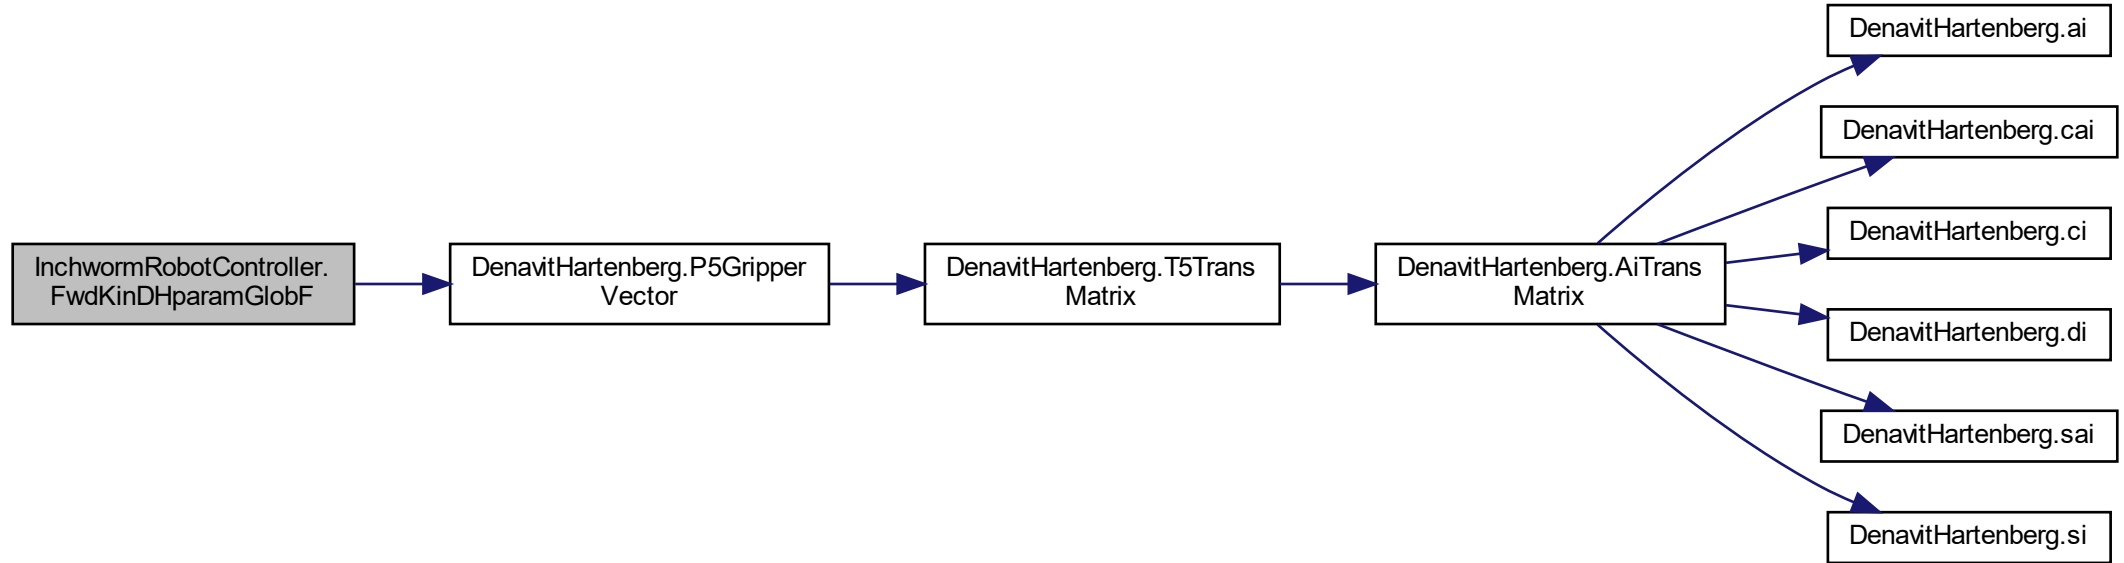 InchwormRobotController.
FwdKinDHparamGlobF
DenavitHartenberg.P5Gripper
Vector
DenavitHartenberg.T5Trans
Matrix
DenavitHartenberg.AiTrans
Matrix
DenavitHartenberg.ai
DenavitHartenberg.cai
DenavitHartenberg.ci
DenavitHartenberg.di
DenavitHartenberg.sai
DenavitHartenberg.si